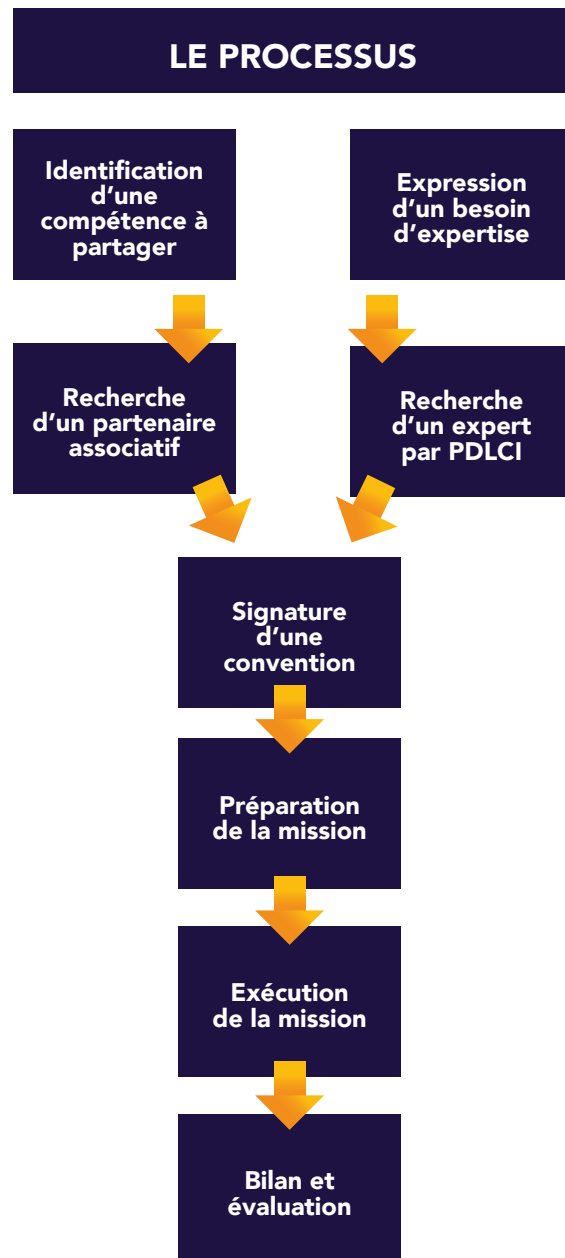 LE PROCESSUS
Identification
d’une
compétence à
partager
Expression
d’un besoin
d’expertise
Recherche
d’un partenaire
associatif
Recherche
d’un expert
par PDLCI
Signature
d’une
convention
Préparation
de la mission
Exécution
de la mission
Bilan et
évaluation